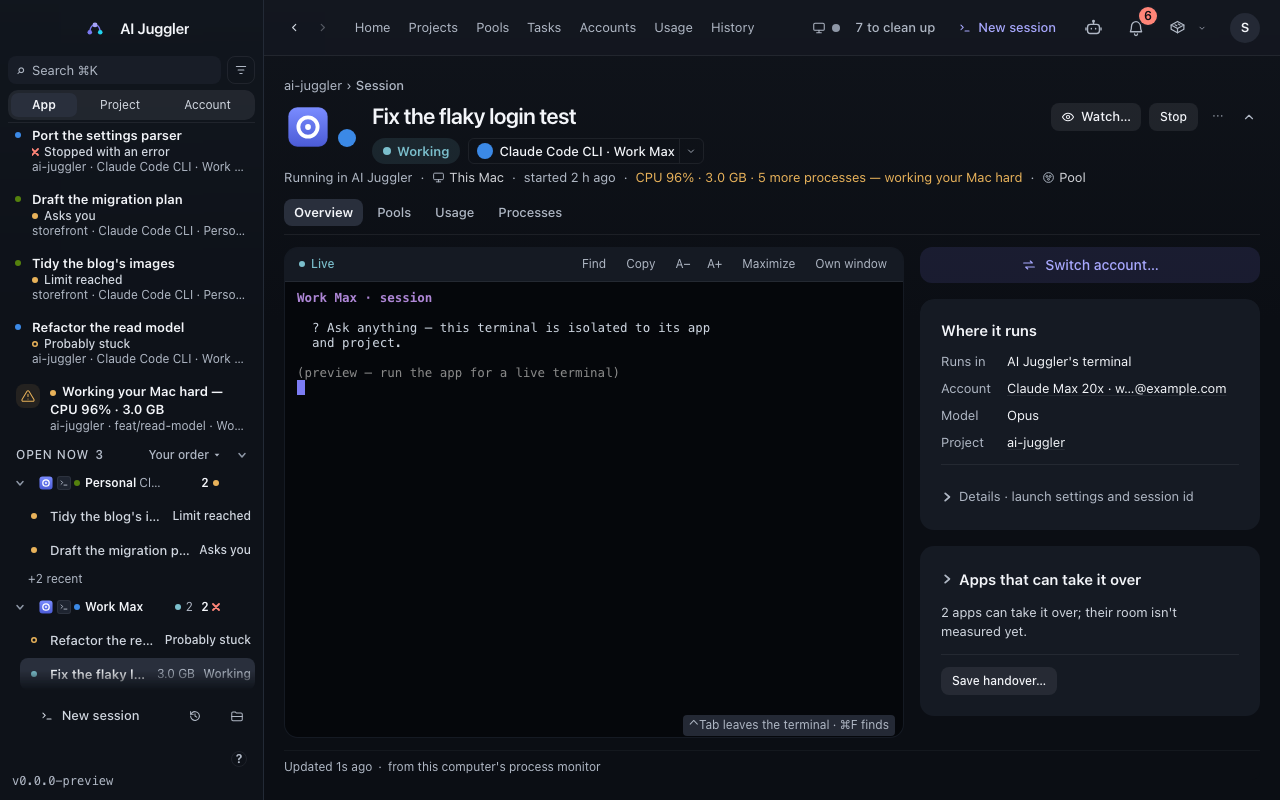 AI Juggler
Search ⌘K
App Project Account
Port the settings parser
Stopped with an error
ai-juggler · Claude Code CLI · Work ...
Draft the migration plan
Asks you
storefront · Claude Code CLI · Perso...
Tidy the blog's images
Limit reached
storefront · Claude Code CLI · Perso...
Refactor the read model
Probably stuck
ai-juggler · Claude Code CLI · Work ...
Working your Mac hard —
CPU 96% · 3.0 GB
ai-juggler · feat/read-model · Wo...
OPEN NOW 3 Your order
Personal Cl... 2
Tidy the blog's i... Limit reached
Draft the migration p... Asks you
+2 recent
Work Max 2 2
Refactor the re... Probably stuck
Fix the flaky l... 3.0 GB Working
New session
?
v0.0.0-preview
Home Projects Pools Tasks Accounts Usage History 7 to clean up New session 6 S
ai-juggler › Session
Fix the flaky login test
Watch... Stop ...
Working Claude Code CLI · Work Max
Running in AI Juggler · This Mac · started 2 h ago · CPU 96% · 3.0 GB · 5 more processes — working your Mac hard · Pool
Overview Pools Usage Processes
Live Find Copy A− A+ Maximize Own window
Work Max · session
? Ask anything — this terminal is isolated to its app
and project.
(preview — run the app for a live terminal)
^Tab leaves the terminal · ⌘F finds
Switch account...
Where it runs
Runs in AI Juggler's terminal
Account Claude Max 20x · w...@example.com
Model Opus
Project ai-juggler
Details · launch settings and session id
Apps that can take it over
2 apps can take it over; their room isn't
measured yet.
Save handover...
Updated 1s ago · from this computer's process monitor